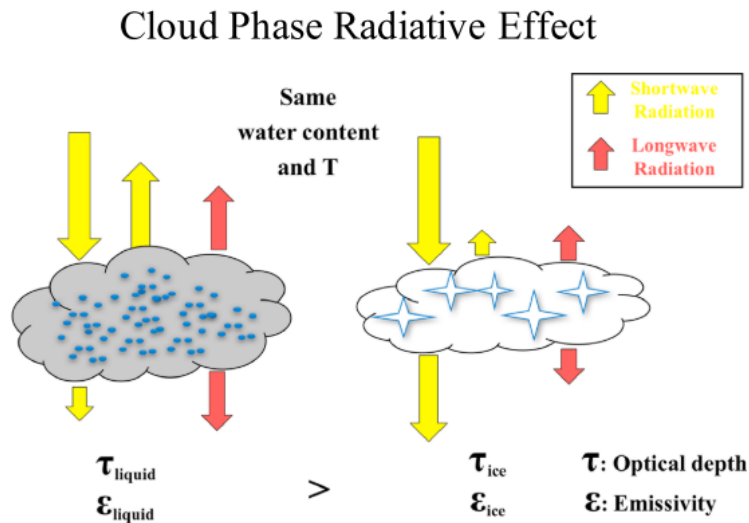 Cloud Phase Radiative Effect
Same
water content
and T
Shortwave
Radiation
Longwave
Radiation
τliquid
εliquid
>
τice
εice
τ: Optical depth
ε: Emissivity